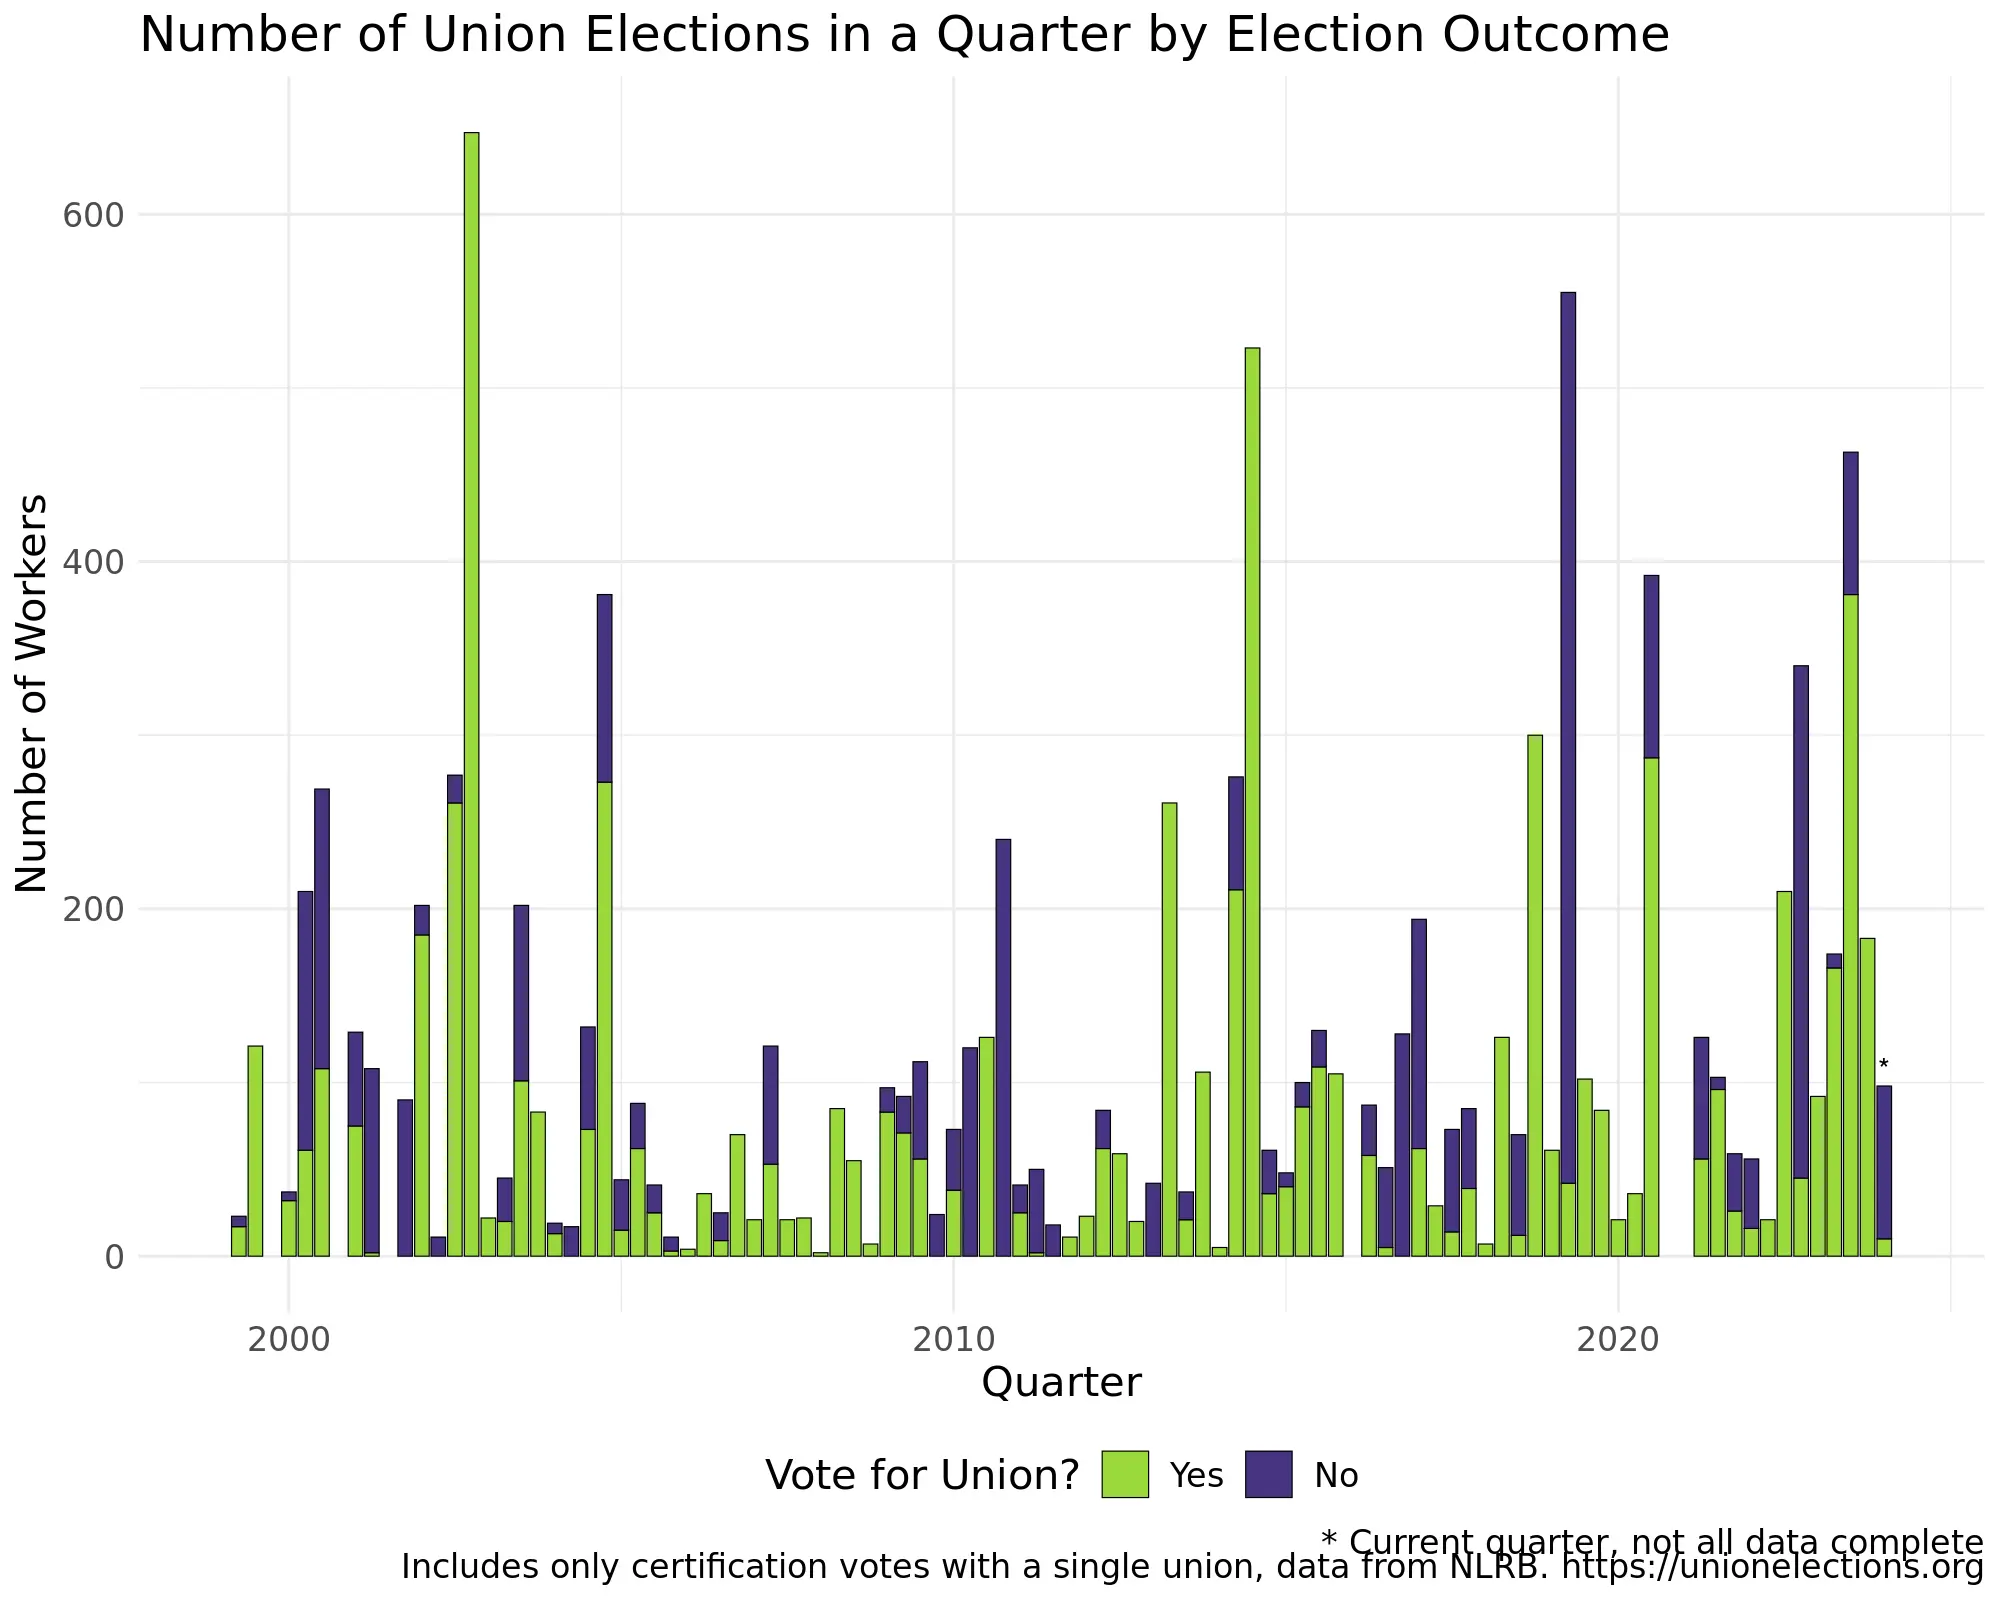 Number of Union Elections in a Quarter by Election Outcome
Number of Workers
600
400
200
0
*
2000 2010 2020
Quarter
Vote for Union? Yes No
* Current quarter, not all data complete
Includes only certification votes with a single union, data from NLRB. https://unionelections.org